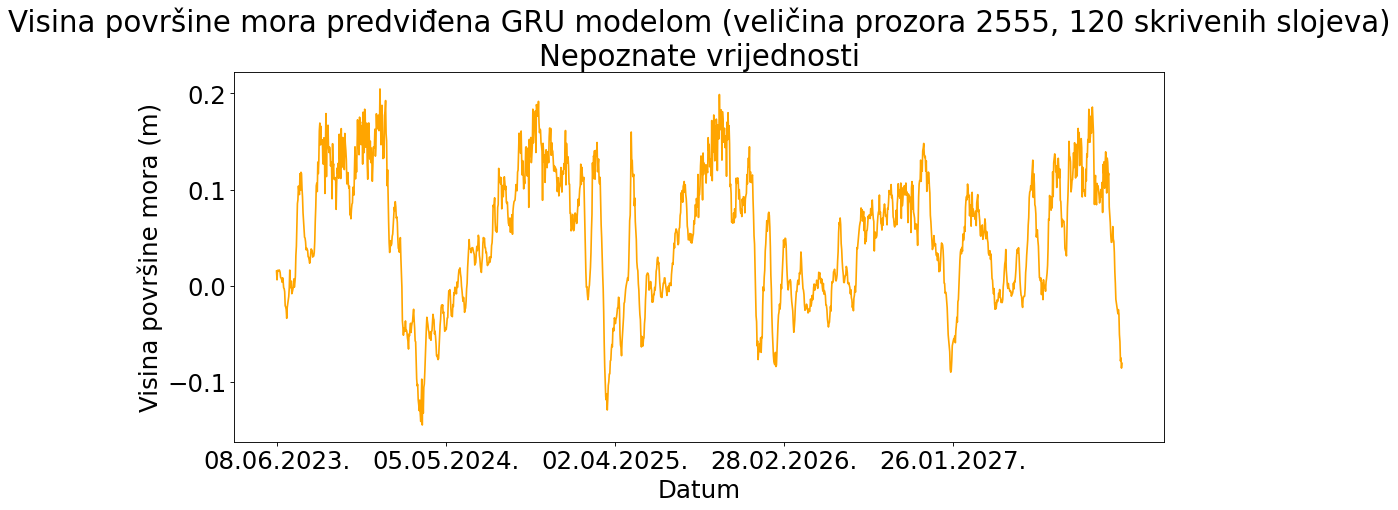 Visina površine mora predviđena GRU modelom (veličina prozora 2555, 120 skrivenih slojeva)
Nepoznate vrijednosti
Visina površine mora (m)
0.2
0.1
0.0
−0.1
08.06.2023. 05.05.2024. 02.04.2025. 28.02.2026. 26.01.2027.
Datum